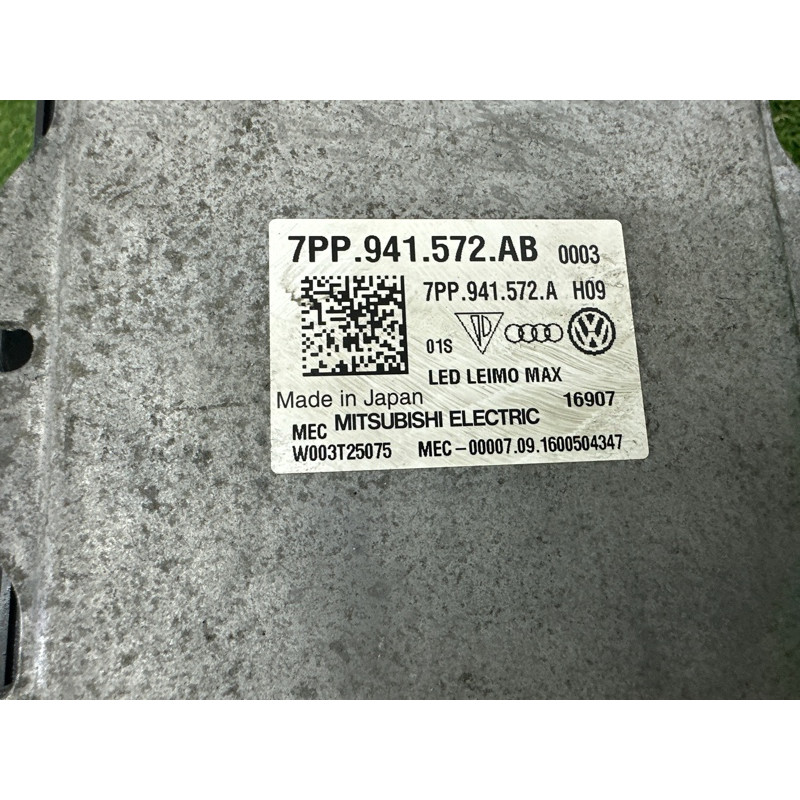 7PP.941.572.AB 0003
7PP.941.572.A H09
01S
LED LEIMO MAX
Made in Japan 16907
MEC MITSUBISHI ELECTRIC
W003T25075 MEC-00007.09.1600504347